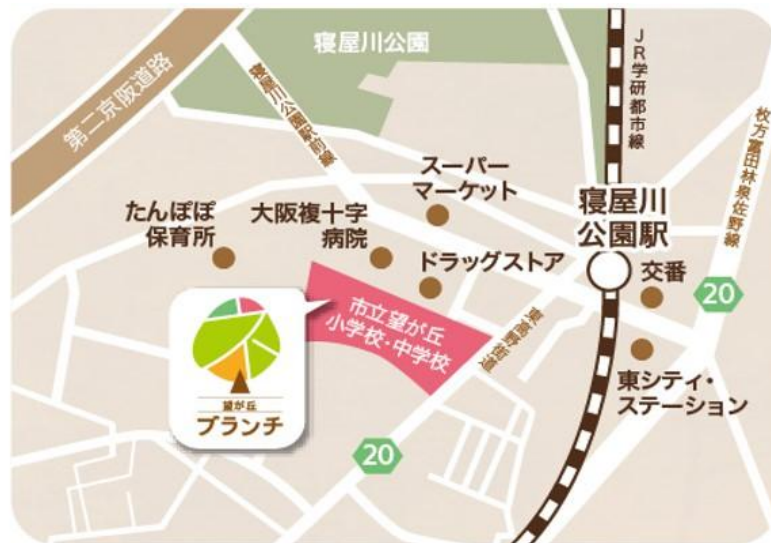 寝屋川公園
JR学研都市線
第二京阪道路
寝屋川公園駅前線
枚方富田林泉佐野線
スーパー
マーケット
寝屋川
公園駅
たんぽぽ
保育所
大阪複十字
病院
ドラッグストア
交番
20
市立望が丘
小学校・中学校
東高野街道
東シティ・
ステーション
望が丘
ブランチ
20